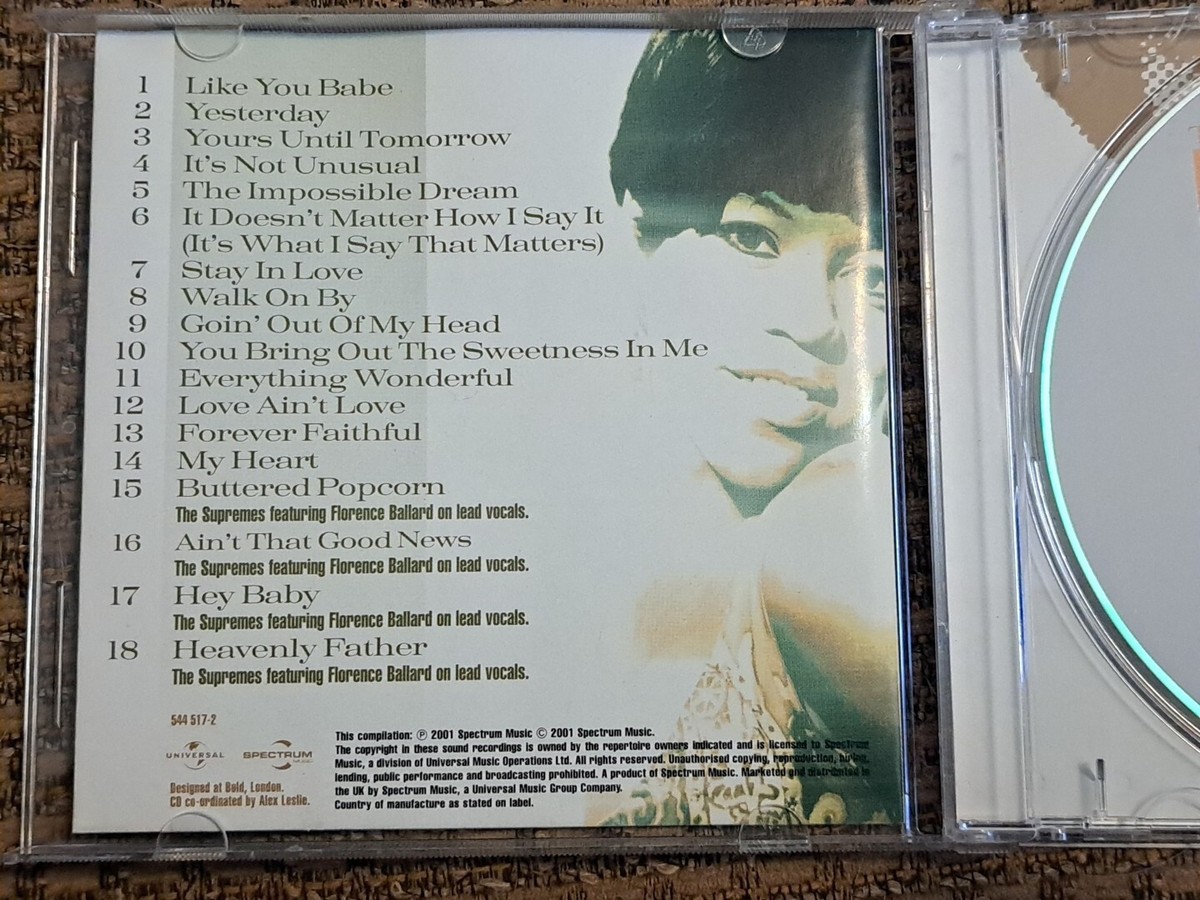 1 Like You Babe
2 Yesterday
3 Yours Until Tomorrow
4 It's Not Unusual
5 The Impossible Dream
6 It Doesn't Matter How I Say It
(It's What I Say That Matters)
7 Stay In Love
8 Walk On By
9 Goin' Out Of My Head
10 You Bring Out The Sweetness In Me
11 Everything Wonderful
12 Love Ain't Love
13 Forever Faithful
14 My Heart
15 Buttered Popcorn
The Supremes featuring Florence Ballard on lead vocals.
16 Ain't That Good News
The Supremes featuring Florence Ballard on lead vocals.
17 Hey Baby
The Supremes featuring Florence Ballard on lead vocals.
18 Heavenly Father
The Supremes featuring Florence Ballard on lead vocals.
544 517-2
UNIVERSAL SPECTRUM MUSIC
Designed at Bold, London.
CD co-ordinated by Alex Leslie.
This compilation: ℗ 2001 Spectrum Music © 2001 Spectrum Music.
The copyright in these sound recordings is owned by the repertoire owners indicated and is licensed to Spectrum
Music, a division of Universal Music Operations Ltd. All rights reserved. Unauthorised copying, reproduction, hiring,
lending, public performance and broadcasting prohibited. A product of Spectrum Music. Marketed and distributed in
the UK by Spectrum Music, a Universal Music Group Company.
Country of manufacture as stated on label.